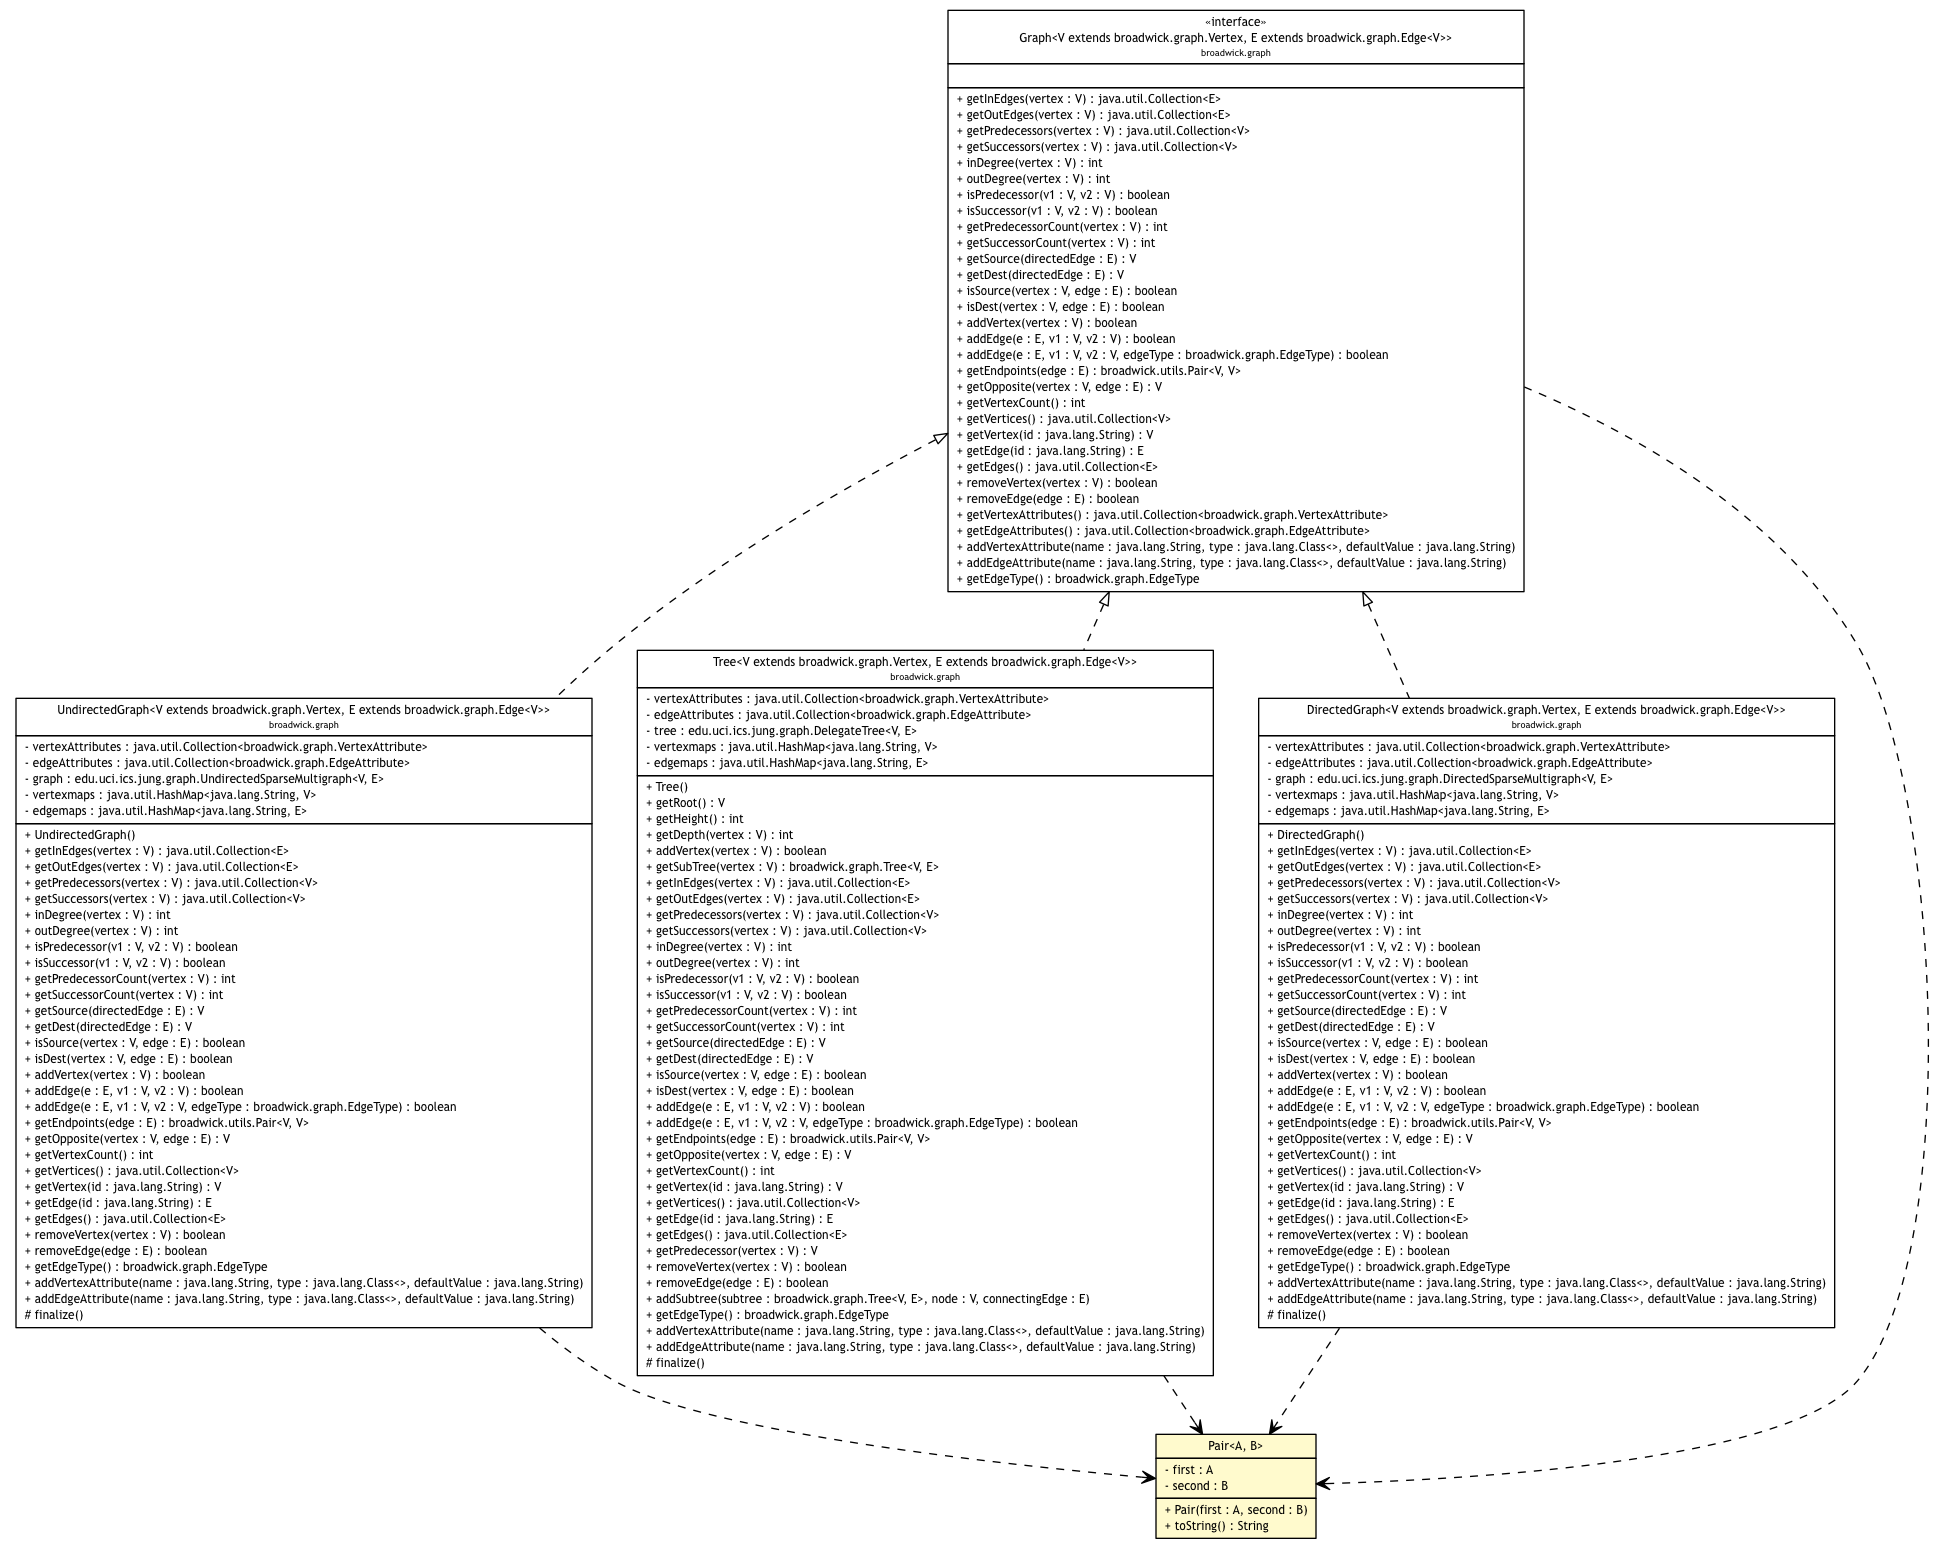 «interface»
Graph<V extends broadwick.graph.Vertex, E extends broadwick.graph.Edge<V>>
broadwick.graph
+ getInEdges(vertex : V) : java.util.Collection<E>
+ getOutEdges(vertex : V) : java.util.Collection<E>
+ getPredecessors(vertex : V) : java.util.Collection<V>
+ getSuccessors(vertex : V) : java.util.Collection<V>
+ inDegree(vertex : V) : int
+ outDegree(vertex : V) : int
+ isPredecessor(v1 : V, v2 : V) : boolean
+ isSuccessor(v1 : V, v2 : V) : boolean
+ getPredecessorCount(vertex : V) : int
+ getSuccessorCount(vertex : V) : int
+ getSource(directedEdge : E) : V
+ getDest(directedEdge : E) : V
+ isSource(vertex : V, edge : E) : boolean
+ isDest(vertex : V, edge : E) : boolean
+ addVertex(vertex : V) : boolean
+ addEdge(e : E, v1 : V, v2 : V) : boolean
+ addEdge(e : E, v1 : V, v2 : V, edgeType : broadwick.graph.EdgeType) : boolean
+ getEndpoints(edge : E) : broadwick.utils.Pair<V, V>
+ getOpposite(vertex : V, edge : E) : V
+ getVertexCount() : int
+ getVertices() : java.util.Collection<V>
+ getVertex(id : java.lang.String) : V
+ getEdge(id : java.lang.String) : E
+ getEdges() : java.util.Collection<E>
+ removeVertex(vertex : V) : boolean
+ removeEdge(edge : E) : boolean
+ getVertexAttributes() : java.util.Collection<broadwick.graph.VertexAttribute>
+ getEdgeAttributes() : java.util.Collection<broadwick.graph.EdgeAttribute>
+ addVertexAttribute(name : java.lang.String, type : java.lang.Class<>, defaultValue : java.lang.String)
+ addEdgeAttribute(name : java.lang.String, type : java.lang.Class<>, defaultValue : java.lang.String)
+ getEdgeType() : broadwick.graph.EdgeType
UndirectedGraph<V extends broadwick.graph.Vertex, E extends broadwick.graph.Edge<V>>
broadwick.graph
- vertexAttributes : java.util.Collection<broadwick.graph.VertexAttribute>
- edgeAttributes : java.util.Collection<broadwick.graph.EdgeAttribute>
- graph : edu.uci.ics.jung.graph.UndirectedSparseMultigraph<V, E>
- vertexmaps : java.util.HashMap<java.lang.String, V>
- edgemaps : java.util.HashMap<java.lang.String, E>
+ UndirectedGraph()
+ getInEdges(vertex : V) : java.util.Collection<E>
+ getOutEdges(vertex : V) : java.util.Collection<E>
+ getPredecessors(vertex : V) : java.util.Collection<V>
+ getSuccessors(vertex : V) : java.util.Collection<V>
+ inDegree(vertex : V) : int
+ outDegree(vertex : V) : int
+ isPredecessor(v1 : V, v2 : V) : boolean
+ isSuccessor(v1 : V, v2 : V) : boolean
+ getPredecessorCount(vertex : V) : int
+ getSuccessorCount(vertex : V) : int
+ getSource(directedEdge : E) : V
+ getDest(directedEdge : E) : V
+ isSource(vertex : V, edge : E) : boolean
+ isDest(vertex : V, edge : E) : boolean
+ addVertex(vertex : V) : boolean
+ addEdge(e : E, v1 : V, v2 : V) : boolean
+ addEdge(e : E, v1 : V, v2 : V, edgeType : broadwick.graph.EdgeType) : boolean
+ getEndpoints(edge : E) : broadwick.utils.Pair<V, V>
+ getOpposite(vertex : V, edge : E) : V
+ getVertexCount() : int
+ getVertices() : java.util.Collection<V>
+ getVertex(id : java.lang.String) : V
+ getEdge(id : java.lang.String) : E
+ getEdges() : java.util.Collection<E>
+ removeVertex(vertex : V) : boolean
+ removeEdge(edge : E) : boolean
+ getEdgeType() : broadwick.graph.EdgeType
+ addVertexAttribute(name : java.lang.String, type : java.lang.Class<>, defaultValue : java.lang.String)
+ addEdgeAttribute(name : java.lang.String, type : java.lang.Class<>, defaultValue : java.lang.String)
# finalize()
Tree<V extends broadwick.graph.Vertex, E extends broadwick.graph.Edge<V>>
broadwick.graph
- vertexAttributes : java.util.Collection<broadwick.graph.VertexAttribute>
- edgeAttributes : java.util.Collection<broadwick.graph.EdgeAttribute>
- tree : edu.uci.ics.jung.graph.DelegateTree<V, E>
- vertexmaps : java.util.HashMap<java.lang.String, V>
- edgemaps : java.util.HashMap<java.lang.String, E>
+ Tree()
+ getRoot() : V
+ getHeight() : int
+ getDepth(vertex : V) : int
+ addVertex(vertex : V) : boolean
+ getSubTree(vertex : V) : broadwick.graph.Tree<V, E>
+ getInEdges(vertex : V) : java.util.Collection<E>
+ getOutEdges(vertex : V) : java.util.Collection<E>
+ getPredecessors(vertex : V) : java.util.Collection<V>
+ getSuccessors(vertex : V) : java.util.Collection<V>
+ inDegree(vertex : V) : int
+ outDegree(vertex : V) : int
+ isPredecessor(v1 : V, v2 : V) : boolean
+ isSuccessor(v1 : V, v2 : V) : boolean
+ getPredecessorCount(vertex : V) : int
+ getSuccessorCount(vertex : V) : int
+ getSource(directedEdge : E) : V
+ getDest(directedEdge : E) : V
+ isSource(vertex : V, edge : E) : boolean
+ isDest(vertex : V, edge : E) : boolean
+ addEdge(e : E, v1 : V, v2 : V) : boolean
+ addEdge(e : E, v1 : V, v2 : V, edgeType : broadwick.graph.EdgeType) : boolean
+ getEndpoints(edge : E) : broadwick.utils.Pair<V, V>
+ getOpposite(vertex : V, edge : E) : V
+ getVertexCount() : int
+ getVertex(id : java.lang.String) : V
+ getVertices() : java.util.Collection<V>
+ getEdge(id : java.lang.String) : E
+ getEdges() : java.util.Collection<E>
+ getPredecessor(vertex : V) : V
+ removeVertex(vertex : V) : boolean
+ removeEdge(edge : E) : boolean
+ addSubtree(subtree : broadwick.graph.Tree<V, E>, node : V, connectingEdge : E)
+ getEdgeType() : broadwick.graph.EdgeType
+ addVertexAttribute(name : java.lang.String, type : java.lang.Class<>, defaultValue : java.lang.String)
+ addEdgeAttribute(name : java.lang.String, type : java.lang.Class<>, defaultValue : java.lang.String)
# finalize()
DirectedGraph<V extends broadwick.graph.Vertex, E extends broadwick.graph.Edge<V>>
broadwick.graph
- vertexAttributes : java.util.Collection<broadwick.graph.VertexAttribute>
- edgeAttributes : java.util.Collection<broadwick.graph.EdgeAttribute>
- graph : edu.uci.ics.jung.graph.DirectedSparseMultigraph<V, E>
- vertexmaps : java.util.HashMap<java.lang.String, V>
- edgemaps : java.util.HashMap<java.lang.String, E>
+ DirectedGraph()
+ getInEdges(vertex : V) : java.util.Collection<E>
+ getOutEdges(vertex : V) : java.util.Collection<E>
+ getPredecessors(vertex : V) : java.util.Collection<V>
+ getSuccessors(vertex : V) : java.util.Collection<V>
+ inDegree(vertex : V) : int
+ outDegree(vertex : V) : int
+ isPredecessor(v1 : V, v2 : V) : boolean
+ isSuccessor(v1 : V, v2 : V) : boolean
+ getPredecessorCount(vertex : V) : int
+ getSuccessorCount(vertex : V) : int
+ getSource(directedEdge : E) : V
+ getDest(directedEdge : E) : V
+ isSource(vertex : V, edge : E) : boolean
+ isDest(vertex : V, edge : E) : boolean
+ addVertex(vertex : V) : boolean
+ addEdge(e : E, v1 : V, v2 : V) : boolean
+ addEdge(e : E, v1 : V, v2 : V, edgeType : broadwick.graph.EdgeType) : boolean
+ getEndpoints(edge : E) : broadwick.utils.Pair<V, V>
+ getOpposite(vertex : V, edge : E) : V
+ getVertexCount() : int
+ getVertices() : java.util.Collection<V>
+ getVertex(id : java.lang.String) : V
+ getEdge(id : java.lang.String) : E
+ getEdges() : java.util.Collection<E>
+ removeVertex(vertex : V) : boolean
+ removeEdge(edge : E) : boolean
+ getEdgeType() : broadwick.graph.EdgeType
+ addVertexAttribute(name : java.lang.String, type : java.lang.Class<>, defaultValue : java.lang.String)
+ addEdgeAttribute(name : java.lang.String, type : java.lang.Class<>, defaultValue : java.lang.String)
# finalize()
Pair<A, B>
- first : A
- second : B
+ Pair(first : A, second : B)
+ toString() : String